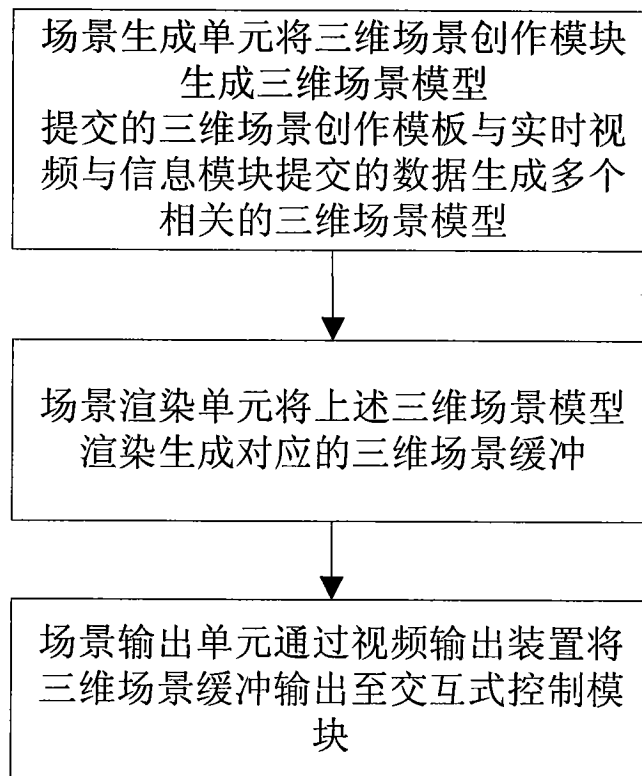 场景生成单元将三维场景创作模块
生成三维场景模型
提交的三维场景创作模板与实时视
频与信息模块提交的数据生成多个
相关的三维场景模型
场景渲染单元将上述三维场景模型
渲染生成对应的三维场景缓冲
场景输出单元通过视频输出装置将
三维场景缓冲输出至交互式控制模
块